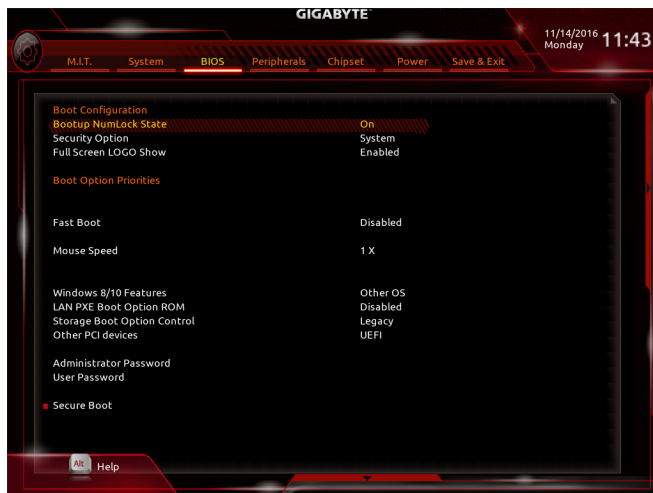 GIGABYTE™
11/14/2016
Monday
11:43
M.I.T. System BIOS Peripherals Chipset Power Save & Exit
Boot Configuration
Bootup NumLock State On
Security Option System
Full Screen LOGO Show Enabled
Boot Option Priorities
Fast Boot Disabled
Mouse Speed 1 X
Windows 8/10 Features Other OS
LAN PXE Boot Option ROM Disabled
Storage Boot Option Control Legacy
Other PCI devices UEFI
Administrator Password
User Password
Secure Boot
Alt Help